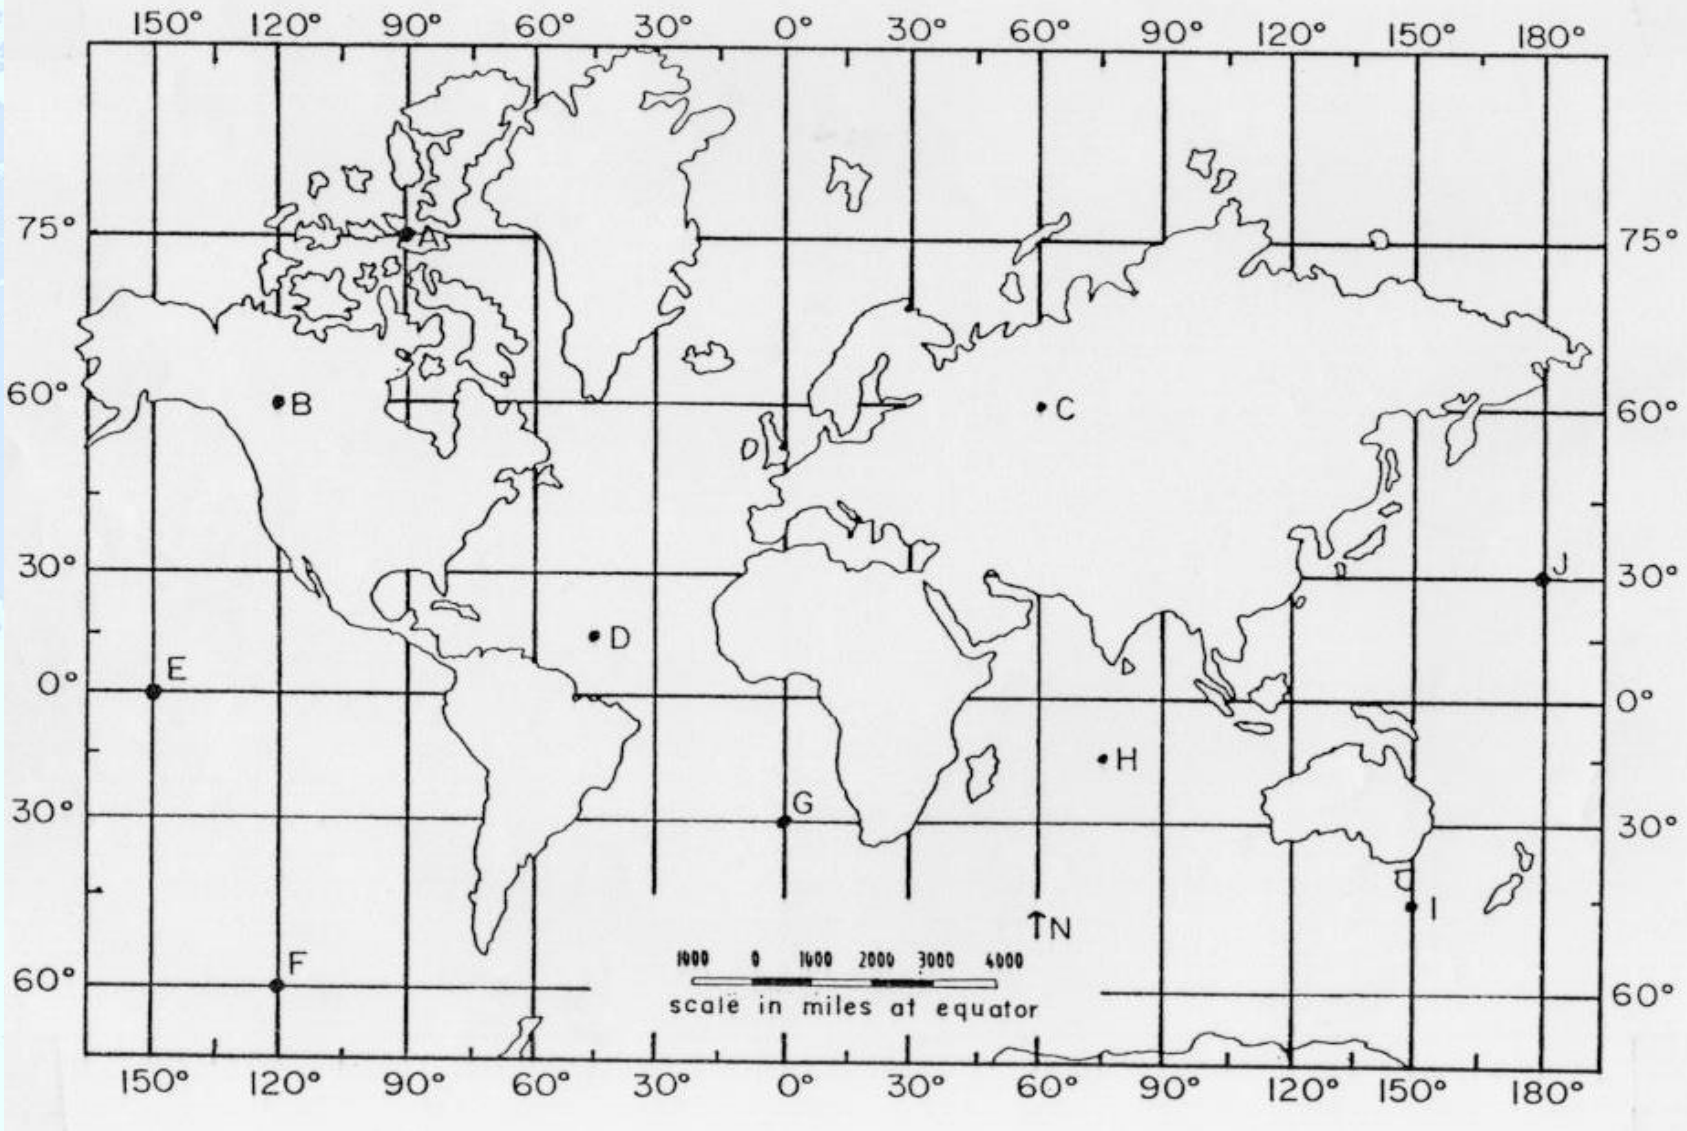 150° 120° 90° 60° 30° 0° 30° 60° 90° 120° 150° 180°
75° A 75°
60° B C 60°
30° J 30°
D
E
0° 0°
H
G
30° 30°
I
↑N
F
1000 0 1000 2000 3000 4000
60° 60°
scale in miles at equator
150° 120° 90° 60° 30° 0° 30° 60° 90° 120° 150° 180°